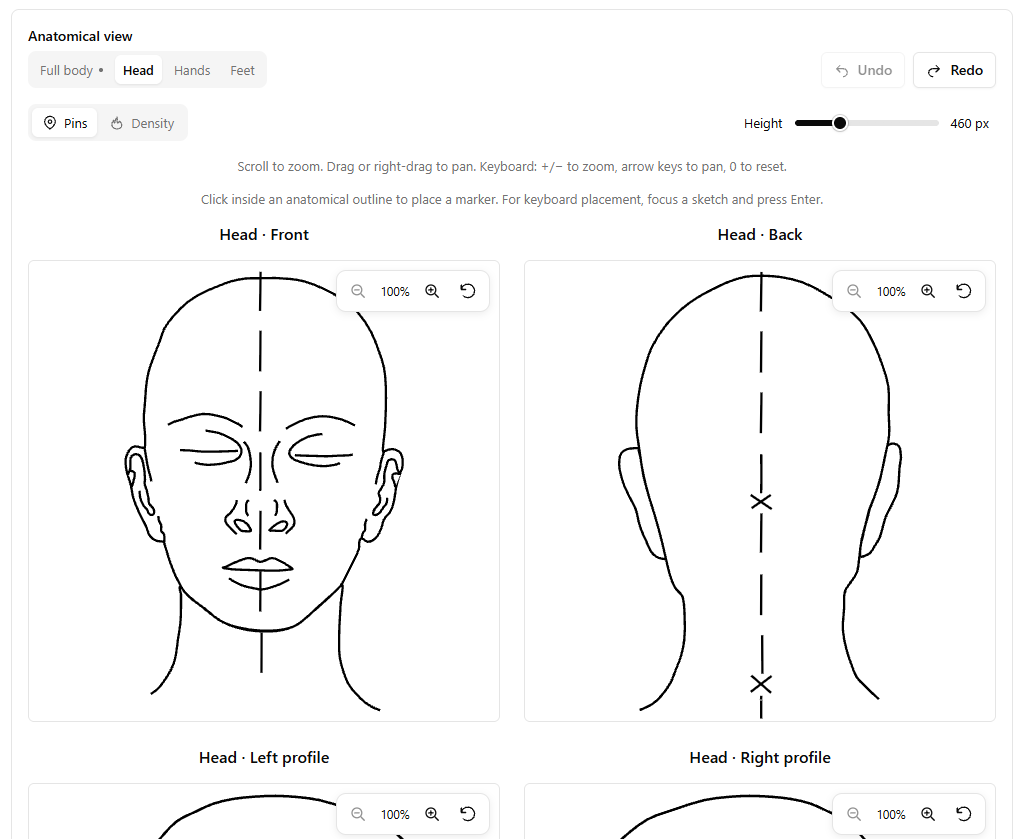 Anatomical view
Full body • Head Hands Feet
Undo Redo
Pins Density
Height 460 px
Scroll to zoom. Drag or right-drag to pan. Keyboard: +/− to zoom, arrow keys to pan, 0 to reset.
Click inside an anatomical outline to place a marker. For keyboard placement, focus a sketch and press Enter.
Head · Front
100%
Head · Back
100%
Head · Left profile
100%
Head · Right profile
100%